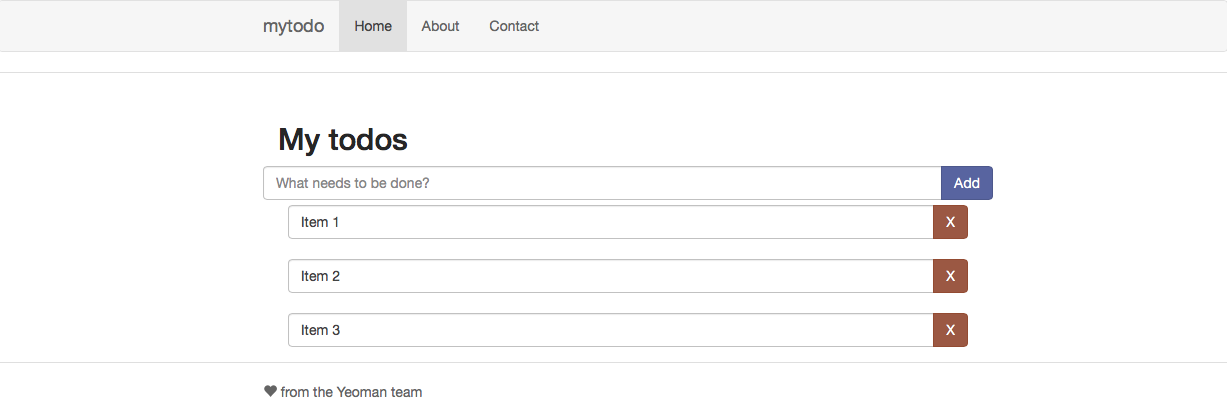 mytodo Home About Contact
My todos
What needs to be done? Add
Item 1 X
Item 2 X
Item 3 X
from the Yeoman team